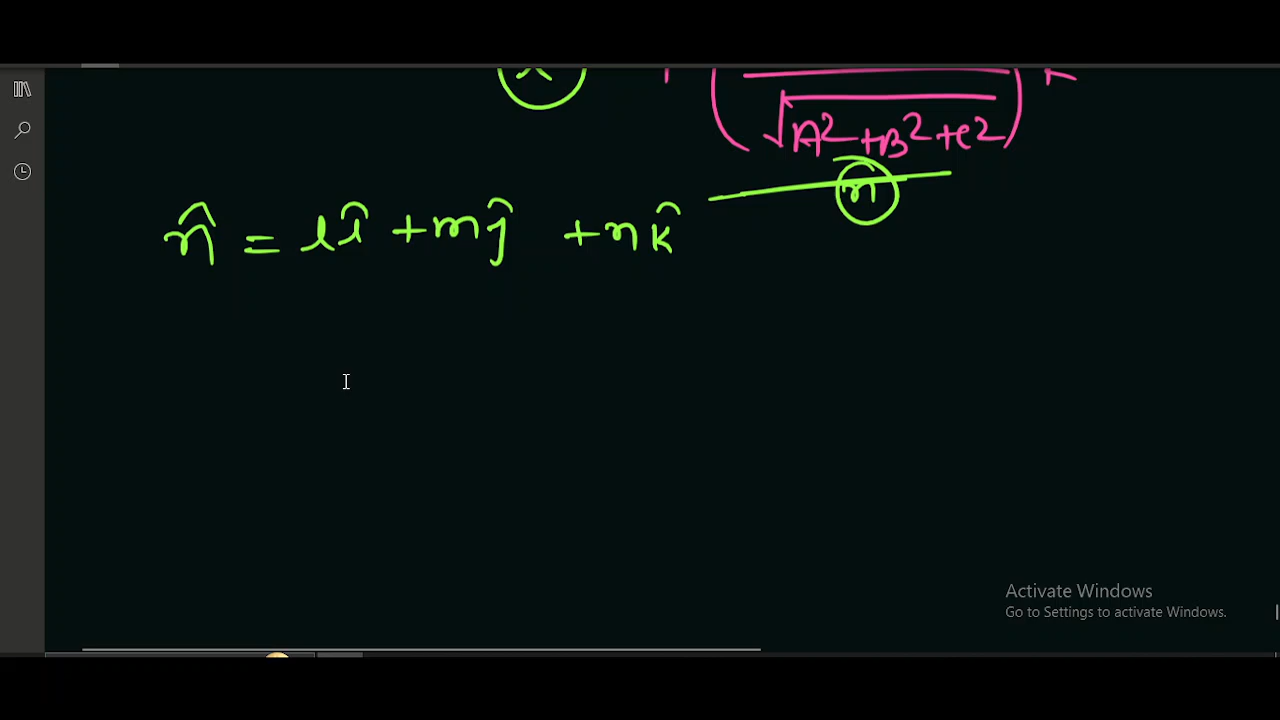 √A²+B²+C²
n
n̂ = lî + mĵ + nk̂
Activate Windows
Go to Settings to activate Windows.